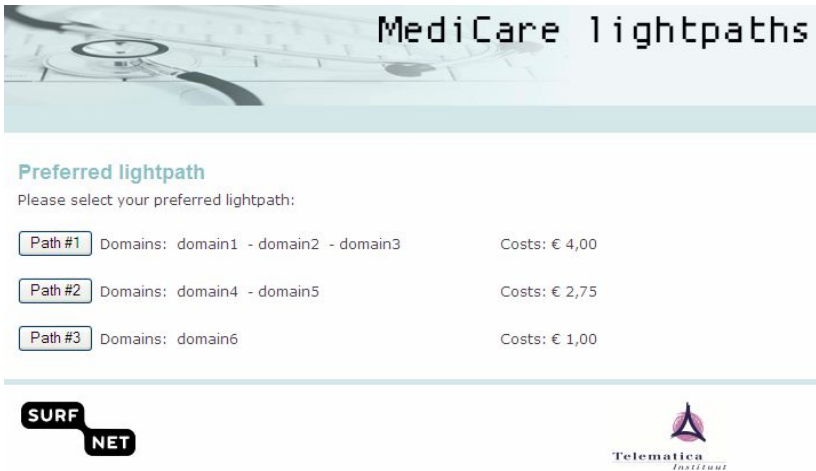 MediCare lightpaths
Preferred lightpath
Please select your preferred lightpath:
Path #1 Domains: domain1 - domain2 - domain3 Costs: € 4,00
Path #2 Domains: domain4 - domain5 Costs: € 2,75
Path #3 Domains: domain6 Costs: € 1,00
SURF
NET
Telematica
Instituut